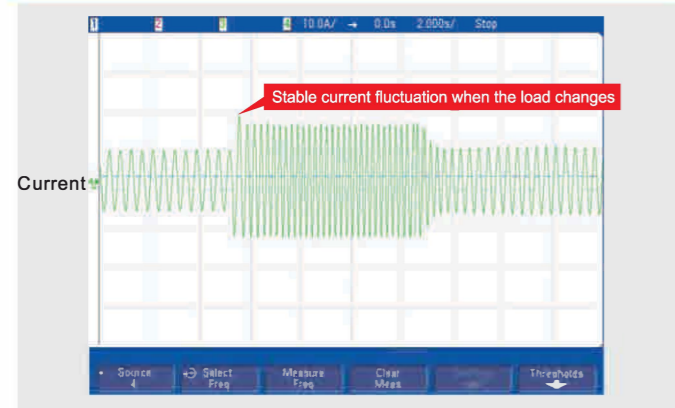 1 2 3 4 10.0A/ → 0.0s 2.000s/ Stop
Stable current fluctuation when the load changes
Current
Source Select Measure Clear Thresholds
4 Freq Freq Meas